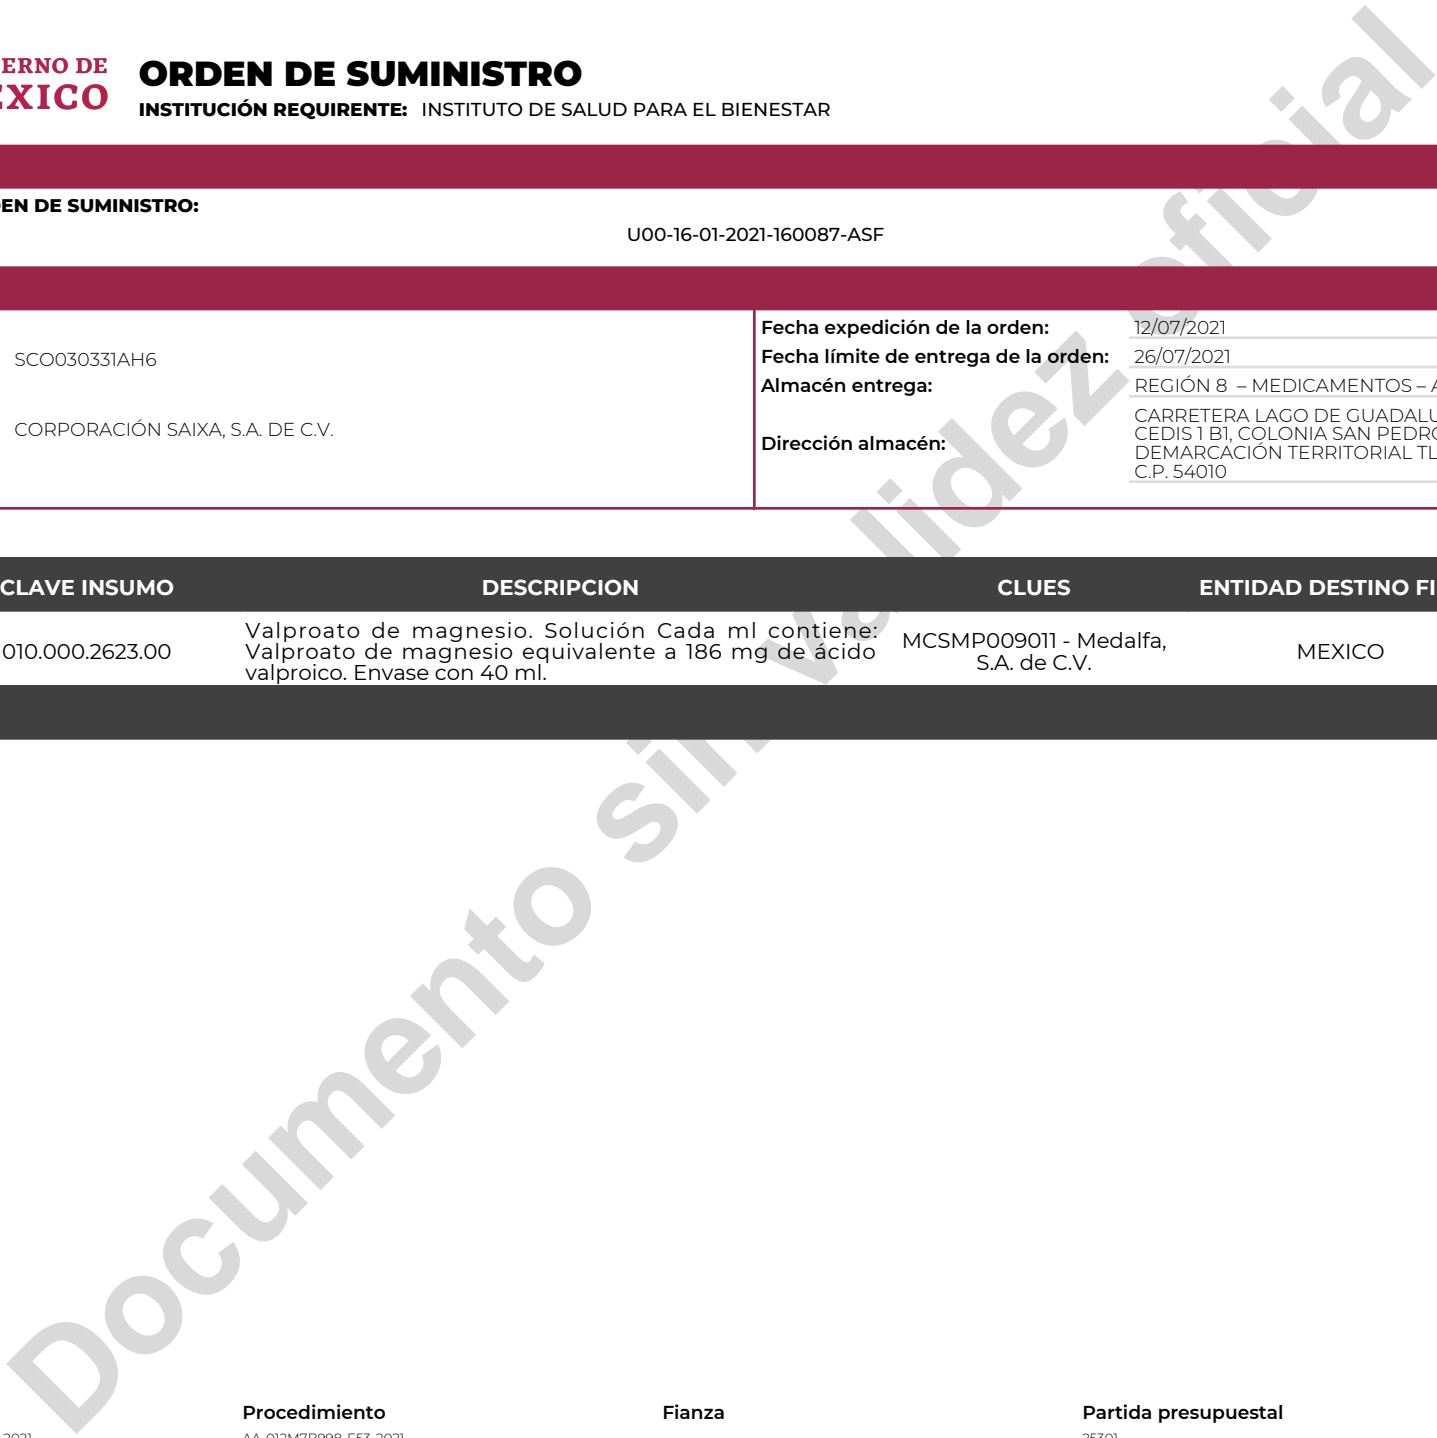 ERNO DE
ORDEN DE SUMINISTRO
INSTITUCIÓN REQUIRENTE: INSTITUTO DE SALUD PARA EL BIENESTAR
EN DE SUMINISTRO:
U00-16-01-2021-160087-ASF
SCO030331AH6
CORPORACIÓN SAIXA, S.A. DE C.V.
Fecha expedición de la orden: 12/07/2021
Fecha límite de entrega de la orden: 26/07/2021
Almacén entrega: REGIÓN 8 – MEDICAMENTOS – A
Dirección almacén:
CARRETERA LAGO DE GUADALU
CEDIS 1 B1, COLONIA SAN PEDRO
DEMARCACIÓN TERRITORIAL TL
C.P. 54010
CLAVE INSUMO DESCRIPCION CLUES ENTIDAD DESTINO FI
010.000.2623.00
Valproato de magnesio. Solución Cada ml contiene:
Valproato de magnesio equivalente a 186 mg de ácido
valproico. Envase con 40 ml.
MCSMP009011 - Medalfa,
S.A. de C.V.
MEXICO
Documento sin validez oficial
Procedimiento Fianza Partida presupuestal